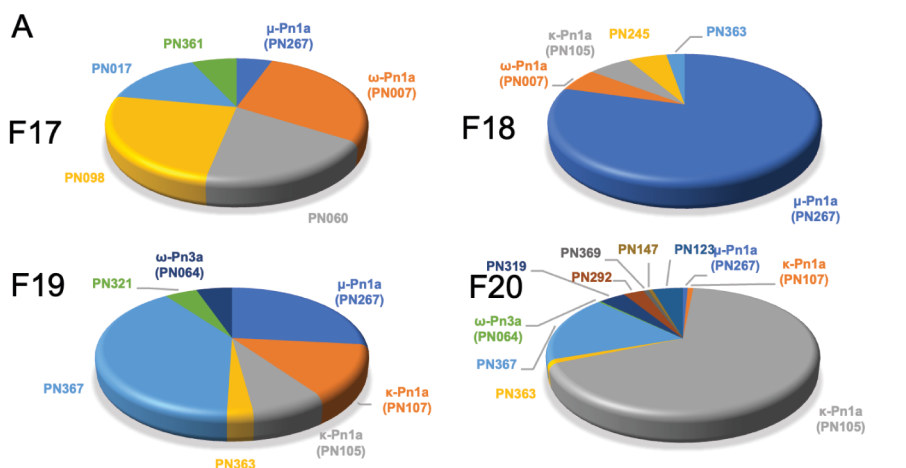 A
F17
PN361
μ-Pn1a
(PN267)
PN017
ω-Pn1a
(PN007)
PN098
PN060
F18
κ-Pn1a
(PN105)
PN245
PN363
ω-Pn1a
(PN007)
μ-Pn1a
(PN267)
F19
ω-Pn3a
(PN064)
PN321
μ-Pn1a
(PN267)
PN367
κ-Pn1a
(PN107)
κ-Pn1a
(PN105)
PN363
F20
PN319
PN369
PN292
PN147
PN123
μ-Pn1a
(PN267)
κ-Pn1a
(PN107)
ω-Pn3a
(PN064)
PN367
PN363
κ-Pn1a
(PN105)